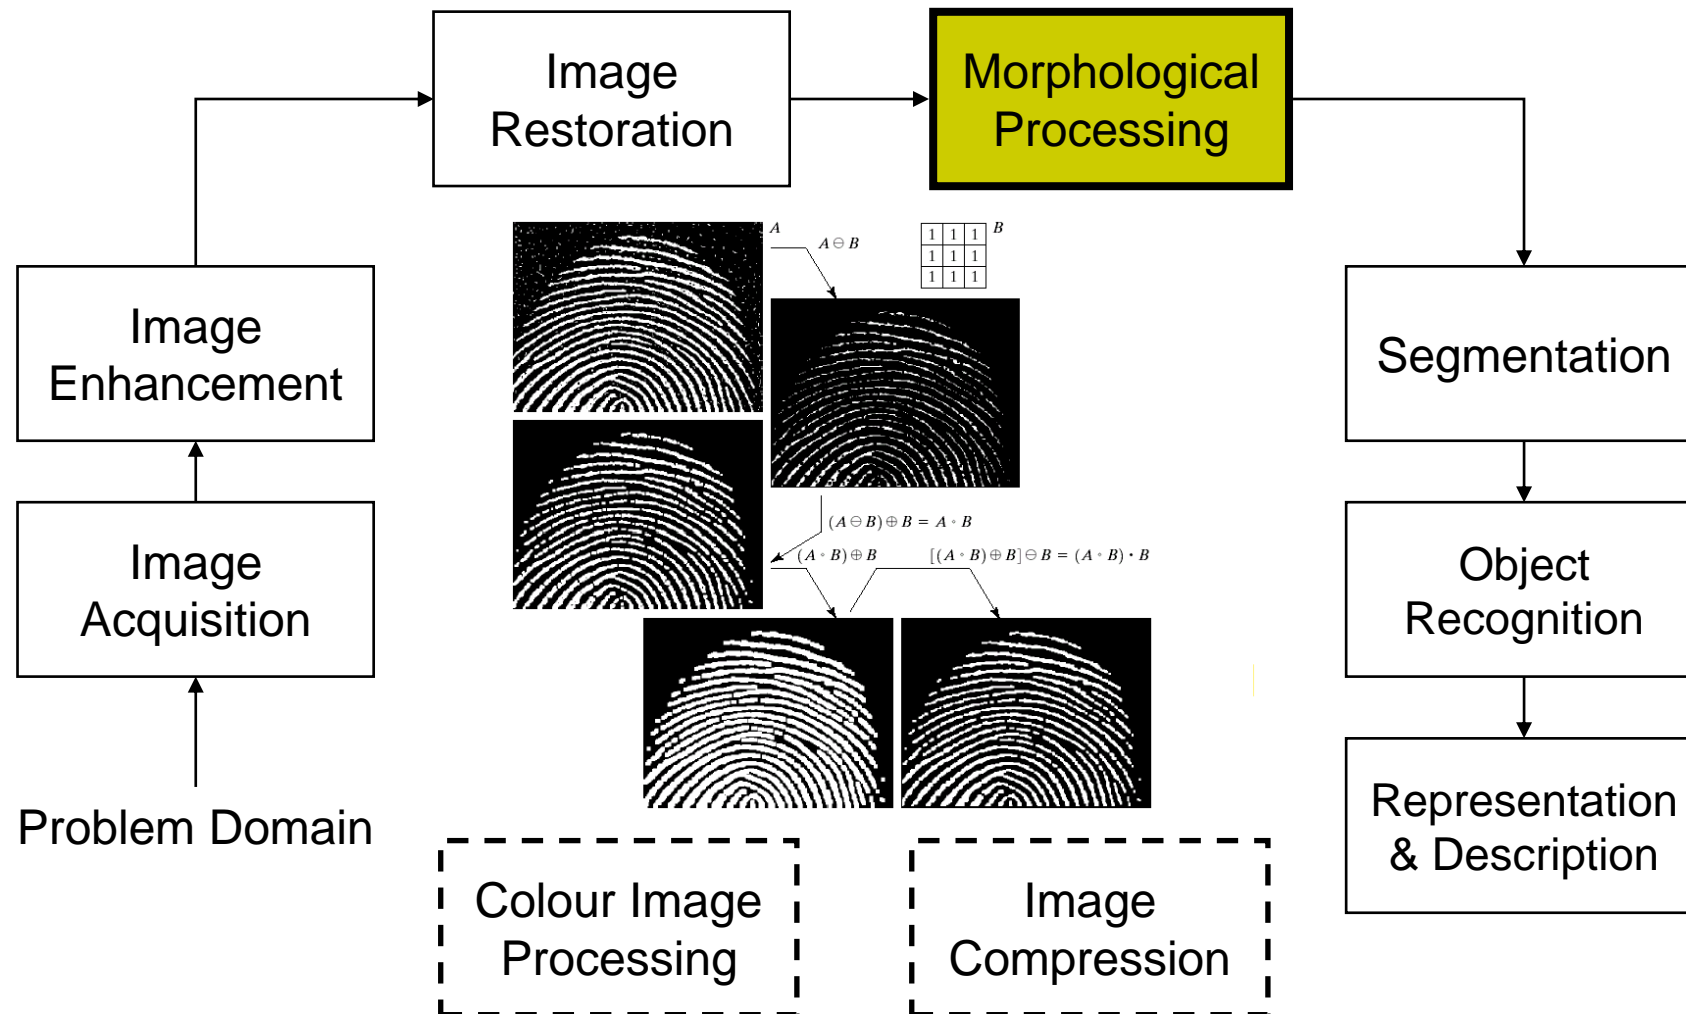 Image
Restoration
Morphological
Processing
Image
Enhancement
Image
Acquisition
Problem Domain
A
A ⊖ B
1 1 1
1 1 1
1 1 1
B
(A ⊖ B) ⊕ B = A ∘ B
(A ∘ B) ⊕ B
[(A ∘ B) ⊕ B] ⊖ B = (A ∘ B) • B
Segmentation
Object
Recognition
Representation
& Description
Colour Image
Processing
Image
Compression